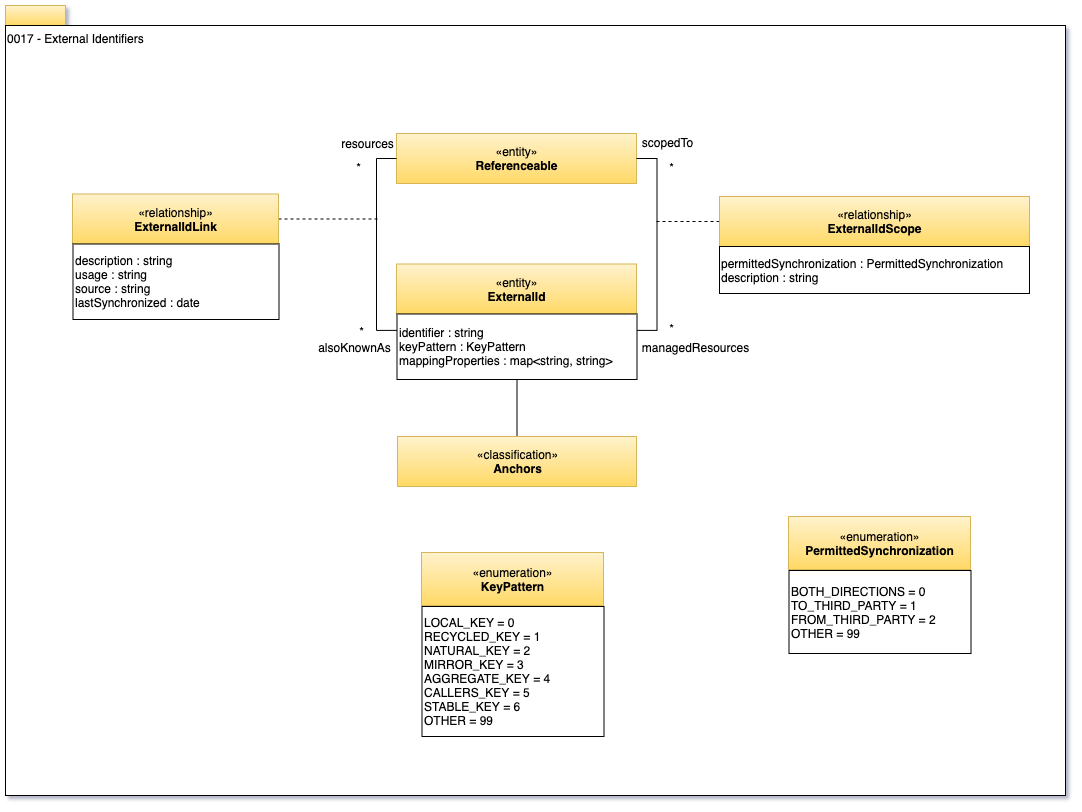 0017 - External Identifiers
resources
*
«entity»
Referenceable
scopedTo
*
«relationship»
ExternalIdLink
description : string
usage : string
source : string
lastSynchronized : date
«relationship»
ExternalIdScope
permittedSynchronization : PermittedSynchronization
description : string
«entity»
ExternalId
identifier : string
keyPattern : KeyPattern
mappingProperties : map<string, string>
*
alsoKnownAs
*
managedResources
«classification»
Anchors
«enumeration»
KeyPattern
LOCAL_KEY = 0
RECYCLED_KEY = 1
NATURAL_KEY = 2
MIRROR_KEY = 3
AGGREGATE_KEY = 4
CALLERS_KEY = 5
STABLE_KEY = 6
OTHER = 99
«enumeration»
PermittedSynchronization
BOTH_DIRECTIONS = 0
TO_THIRD_PARTY = 1
FROM_THIRD_PARTY = 2
OTHER = 99